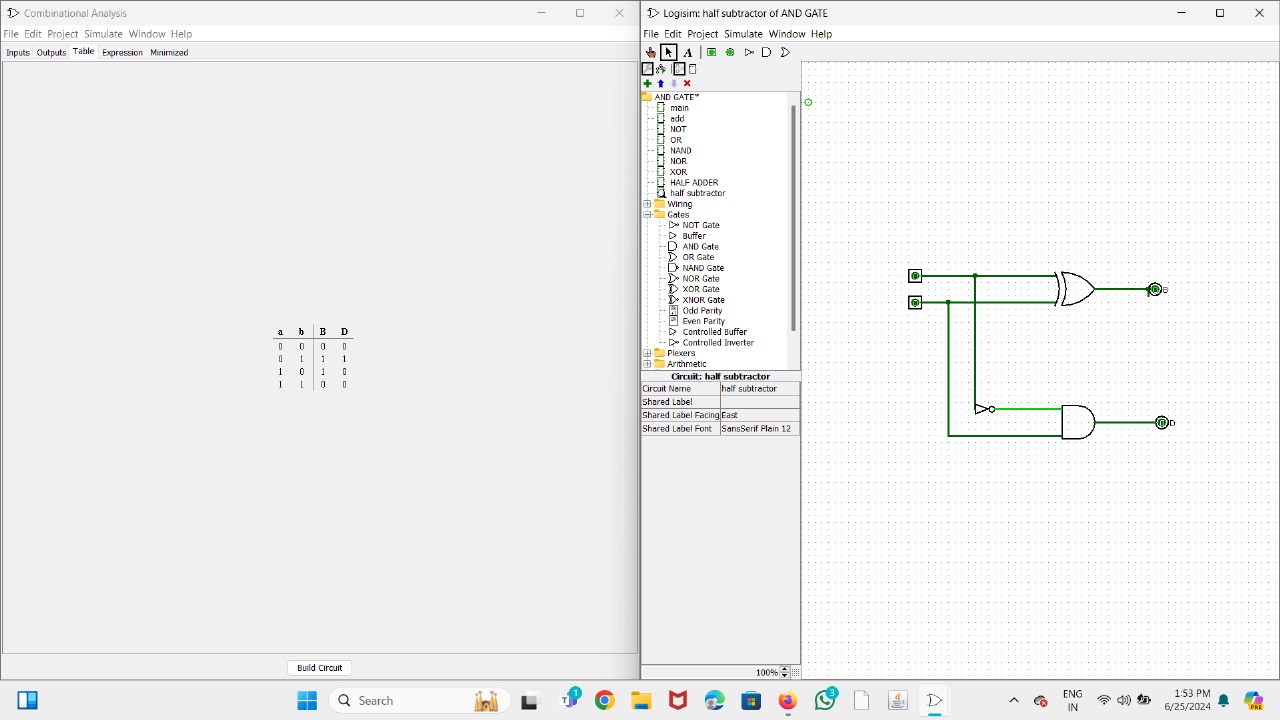 Combinational Analysis
File Edit Project Simulate Window Help
Inputs Outputs Table Expression Minimized
a b B D
0 0 0 0
0 1 1 1
1 0 1 0
1 1 0 0
Build Circuit
Logisim: half subtractor of AND GATE
File Edit Project Simulate Window Help
A
AND GATE*
main
add
NOT
OR
NAND
NOR
XOR
HALF ADDER
half subtractor
Wiring
Gates
NOT Gate
Buffer
AND Gate
OR Gate
NAND Gate
NOR Gate
XOR Gate
XNOR Gate
Odd Parity
Even Parity
Controlled Buffer
Controlled Inverter
Plexers
Arithmetic
Circuit: half subtractor
Circuit Name half subtractor
Shared Label
Shared Label Facing East
Shared Label Font SansSerif Plain 12
100%
B
D
Search
1
3
ENG
IN
1:53 PM
6/25/2024
PRE